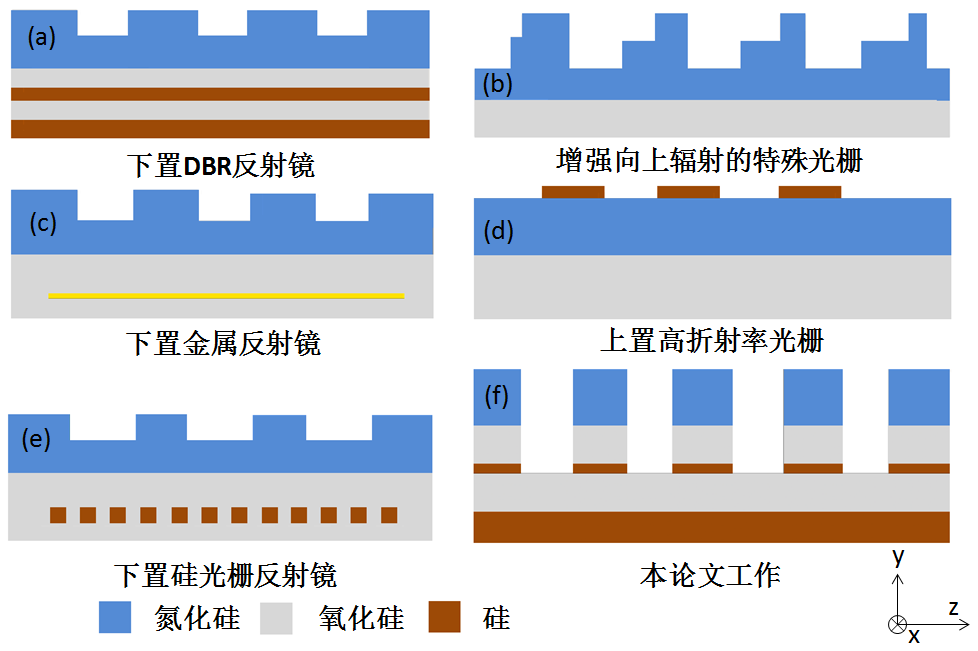 (a)
(b)
下置DBR反射镜
增强向上辐射的特殊光栅
(c)
(d)
下置金属反射镜
上置高折射率光栅
(e)
(f)
下置硅光栅反射镜
本论文工作
氮化硅
氧化硅
硅
y
z
x